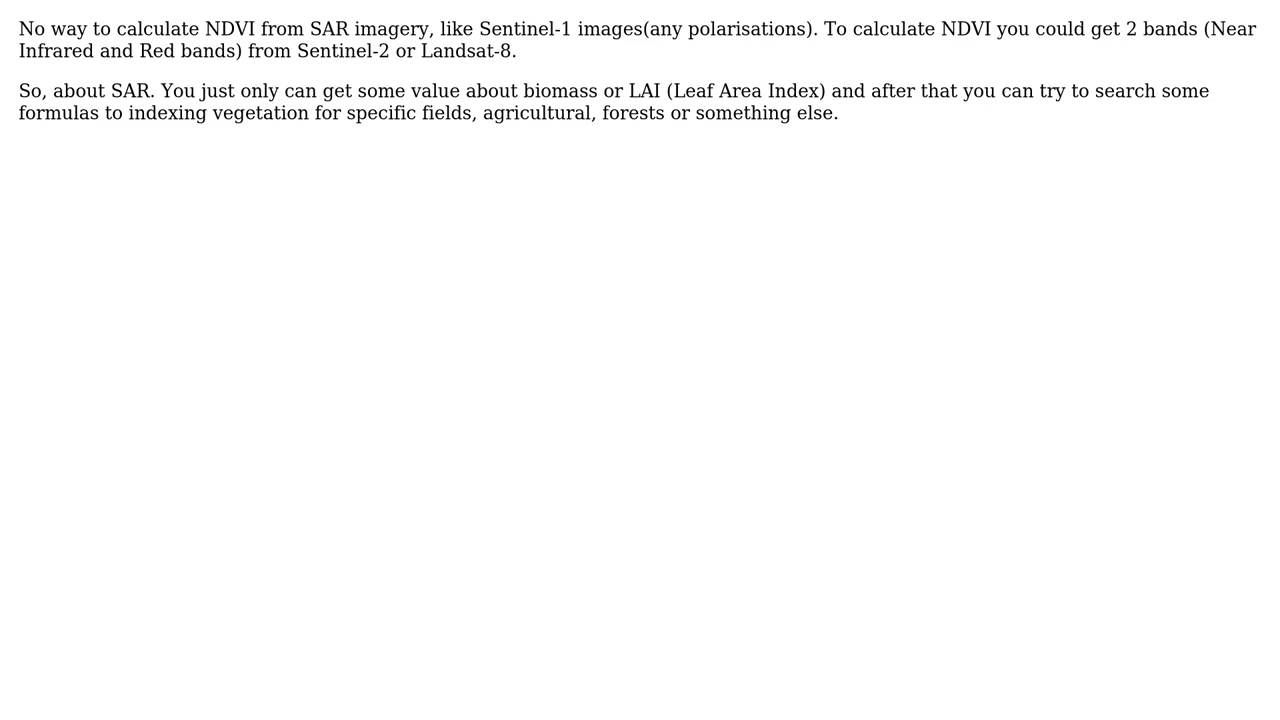 No way to calculate NDVI from SAR imagery, like Sentinel-1 images(any polarisations). To calculate NDVI you could get 2 bands (Near
Infrared and Red bands) from Sentinel-2 or Landsat-8.
So, about SAR. You just only can get some value about biomass or LAI (Leaf Area Index) and after that you can try to search some
formulas to indexing vegetation for specific fields, agricultural, forests or something else.